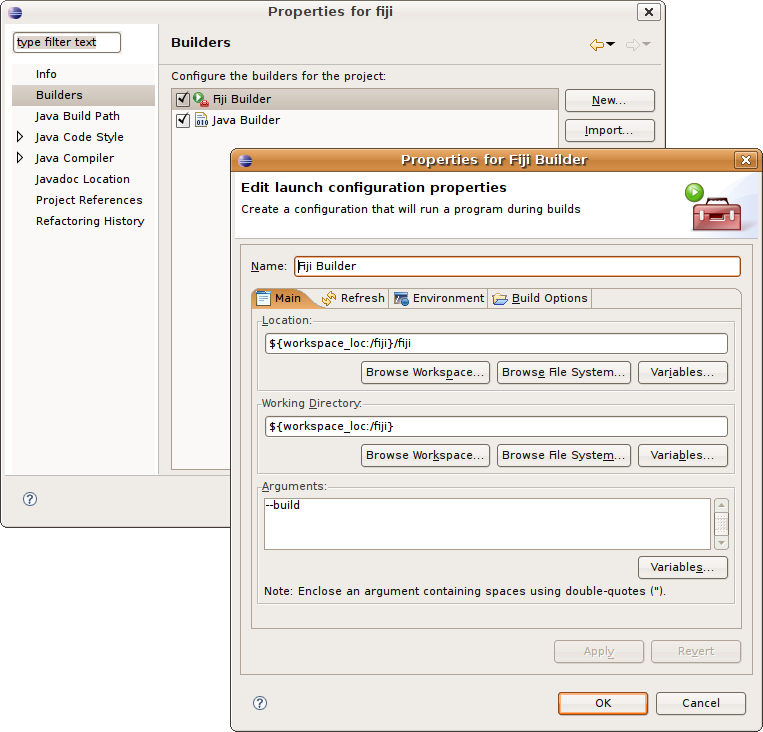 Properties for fiji
type filter text
Info
Builders
Java Build Path
Java Code Style
Java Compiler
Javadoc Location
Project References
Refactoring History
Builders
Configure the builders for the project:
Fiji Builder
Java Builder
New...
Import...
Properties for Fiji Builder
Edit launch configuration properties
Create a configuration that will run a program during builds
Name: Fiji Builder
Main Refresh Environment Build Options
Location:
${workspace_loc:/fiji}/fiji
Browse Workspace... Browse File System... Variables...
Working Directory:
${workspace_loc:/fiji}
Browse Workspace... Browse File System... Variables...
Arguments:
--build
Variables...
Note: Enclose an argument containing spaces using double-quotes (").
Apply Revert
OK Cancel